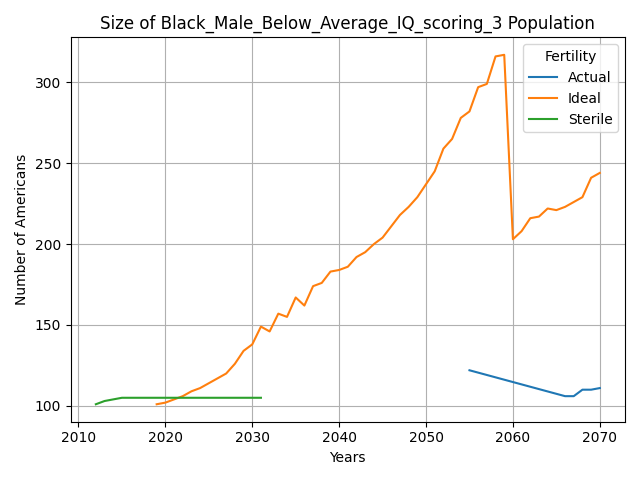 Size of Black_Male_Below_Average_IQ_scoring_3 Population
Fertility
Actual
Ideal
Sterile
Number of Americans
300
250
200
150
100
2010
2020
2030
2040
2050
2060
2070
Years